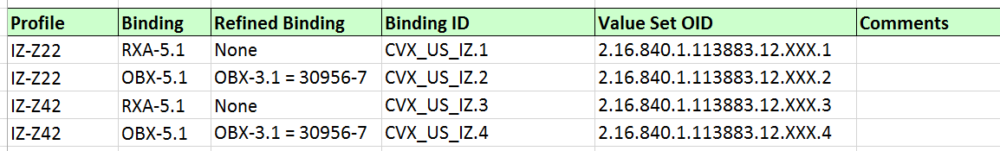 Profile Binding Refined Binding Binding ID Value Set OID Comments
IZ-Z22 RXA-5.1 None CVX_US_IZ.1 2.16.840.1.113883.12.XXX.1
IZ-Z22 OBX-5.1 OBX-3.1 = 30956-7 CVX_US_IZ.2 2.16.840.1.113883.12.XXX.2
IZ-Z42 RXA-5.1 None CVX_US_IZ.3 2.16.840.1.113883.12.XXX.3
IZ-Z42 OBX-5.1 OBX-3.1 = 30956-7 CVX_US_IZ.4 2.16.840.1.113883.12.XXX.4